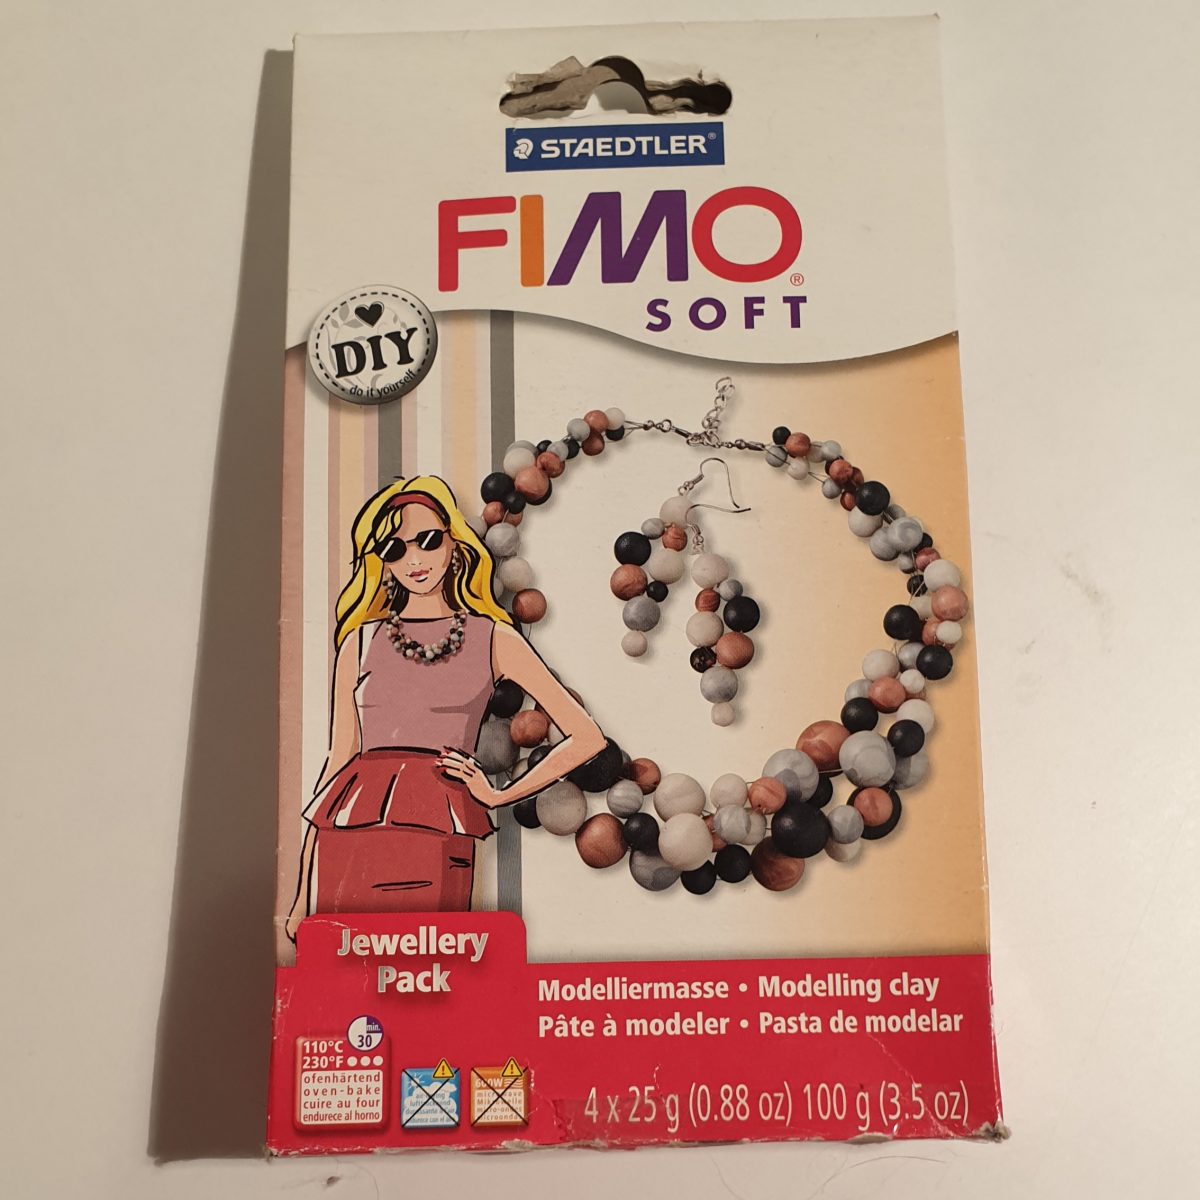 STAEDTLER®
FIMO®
SOFT
DIY
do it yourself
Jewellery
Pack
Modelliermasse • Modelling clay
Pâte à modeler • Pasta de modelar
min.
30
110°C
230°F
ofenhärtend
oven-bake
cuire au four
endurece al horno
600W
4 x 25 g (0.88 oz) 100 g (3.5 oz)